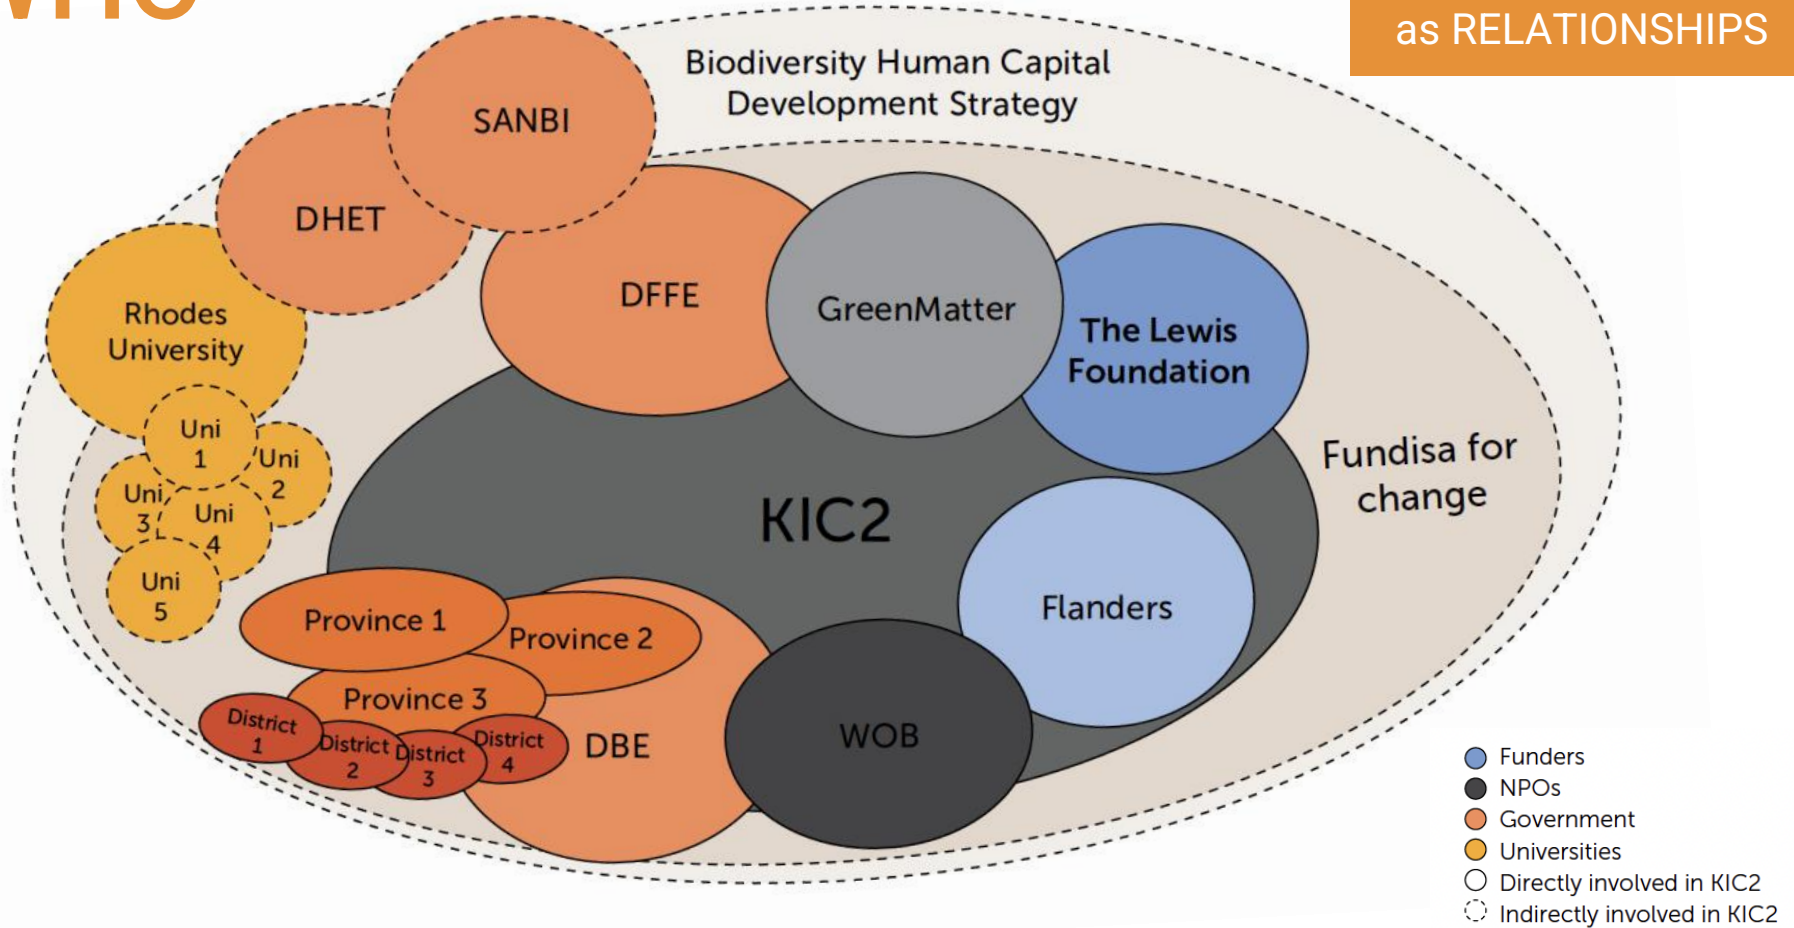 WHO
as RELATIONSHIPS
Biodiversity Human Capital
Development Strategy
SANBI
DHET
DFFE
GreenMatter
The Lewis
Foundation
Rhodes
University
Uni
1
Uni
2
Uni
3
Uni
4
Uni
5
Fundisa for
change
KIC2
Flanders
Province 1
Province 2
Province 3
District
1
District
2
District
3
District
4
DBE
WOB
Funders
NPOs
Government
Universities
Directly involved in KIC2
Indirectly involved in KIC2